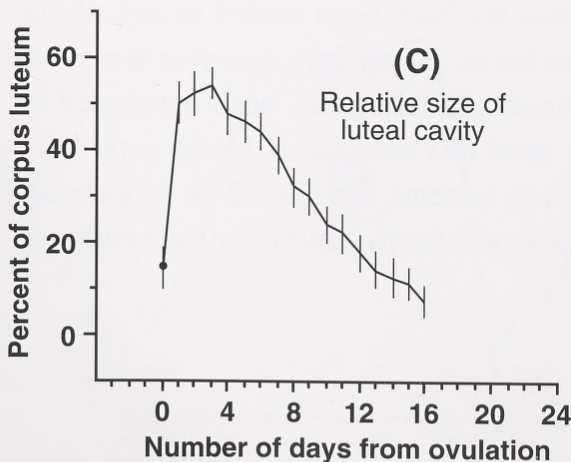 Percent of corpus luteum
60
40
20
0
(C)
Relative size of
luteal cavity
0 4 8 12 16 20 24
Number of days from ovulation